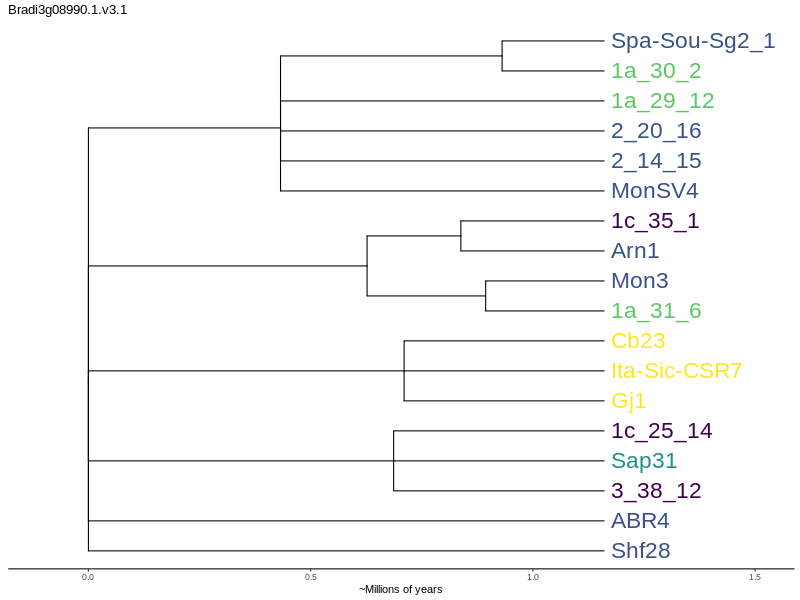 Bradi3g08990.1.v3.1
Spa-Sou-Sg2_1
1a_30_2
1a_29_12
2_20_16
2_14_15
MonSV4
1c_35_1
Arn1
Mon3
1a_31_6
Cb23
Ita-Sic-CSR7
Gj1
1c_25_14
Sap31
3_38_12
ABR4
Shf28
0.0 0.5 1.0 1.5
~Millions of years